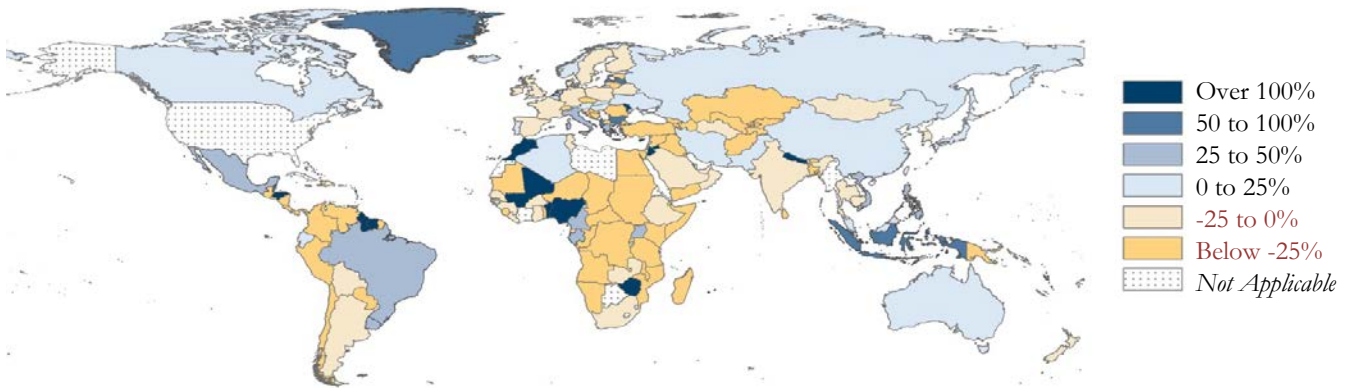 Over 100%
50 to 100%
25 to 50%
0 to 25%
-25 to 0%
Below -25%
Not Applicable